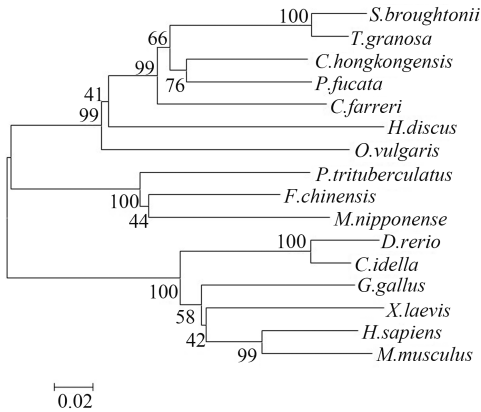 100
S.broughtonii
66
T.granosa
C.hongkongensis
99
76
P.fucata
41
C.farreri
99
H.discus
O.vulgaris
P.trituberculatus
100
F.chinensis
44
M.nipponense
100
D.rerio
C.idella
100
G.gallus
58
X.laevis
42
H.sapiens
99
M.musculus
0.02